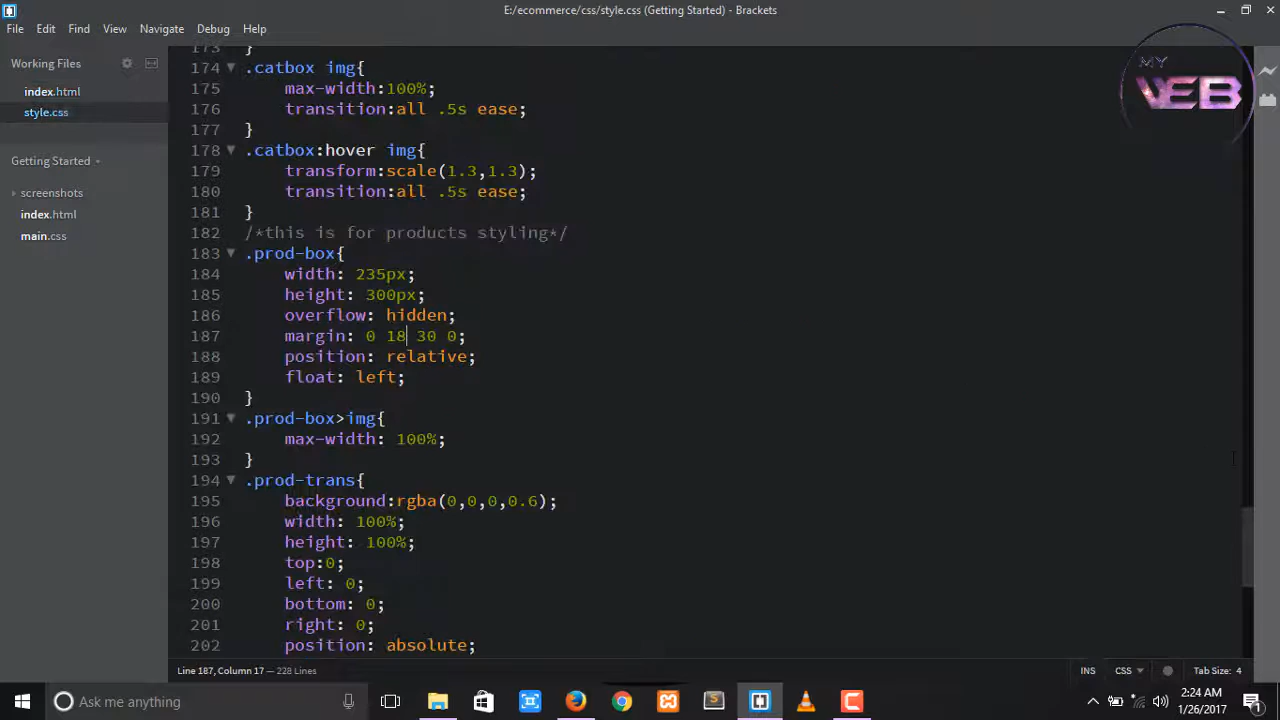 E:/ecommerce/css/style.css (Getting Started) - Brackets
File Edit Find View Navigate Debug Help
MY
WEB
Working Files
index.html
style.css
Getting Started
screenshots
index.html
main.css
173 }
174 .catbox img{
175 max-width:100%;
176 transition:all .5s ease;
177 }
178 .catbox:hover img{
179 transform:scale(1.3,1.3);
180 transition:all .5s ease;
181 }
182 /*this is for products styling*/
183 .prod-box{
184 width: 235px;
185 height: 300px;
186 overflow: hidden;
187 margin: 0 18 30 0;
188 position: relative;
189 float: left;
190 }
191 .prod-box>img{
192 max-width: 100%;
193 }
194 .prod-trans{
195 background:rgba(0,0,0,0.6);
196 width: 100%;
197 height: 100%;
198 top:0;
199 left: 0;
200 bottom: 0;
201 right: 0;
202 position: absolute;
Line 187, Column 17 — 228 Lines
INS CSS Tab Size: 4
Ask me anything
2:24 AM
1/26/2017